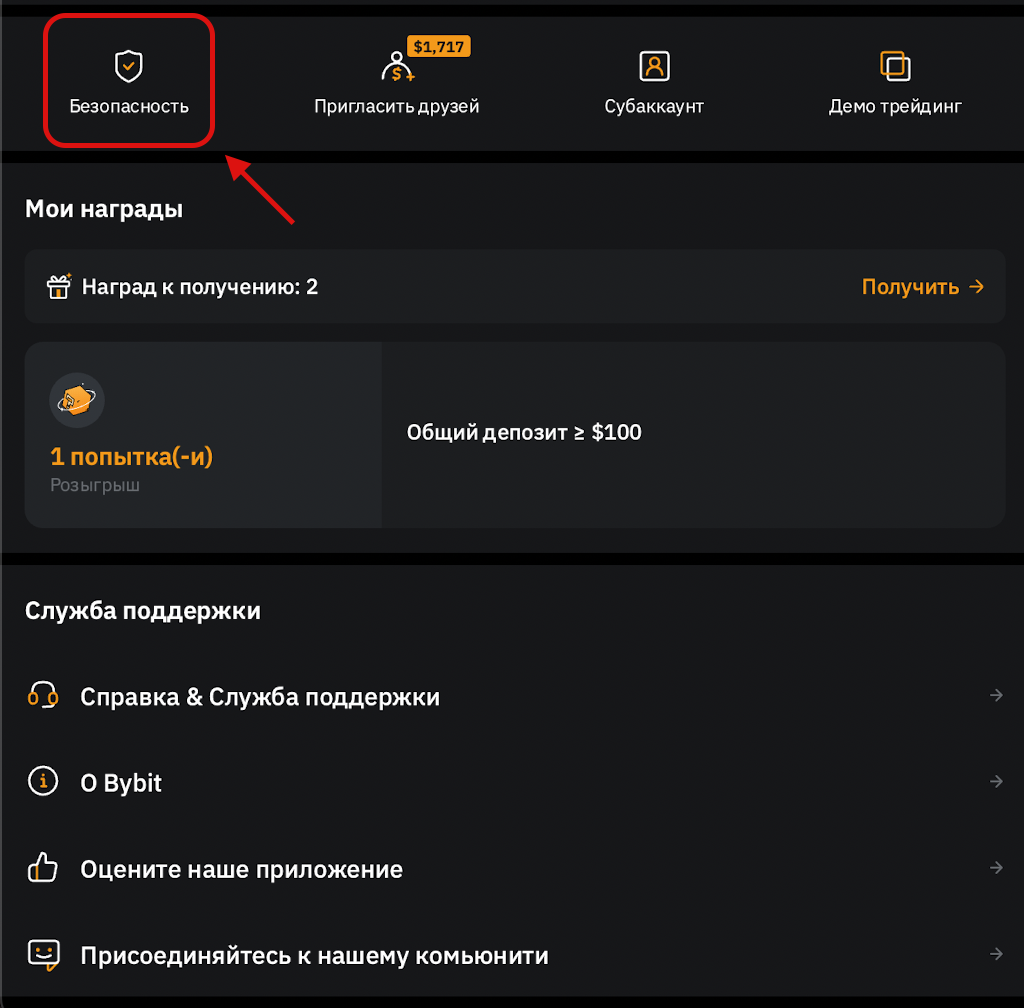 $1,717
Безопасность
Пригласить друзей
Субаккаунт
Демо трейдинг
Мои награды
Наград к получению: 2
Получить →
1 попытка(-и)
Розыгрыш
Общий депозит ≥ $100
Служба поддержки
Справка & Служба поддержки
О Bybit
Оцените наше приложение
Присоединяйтесь к нашему комьюнити